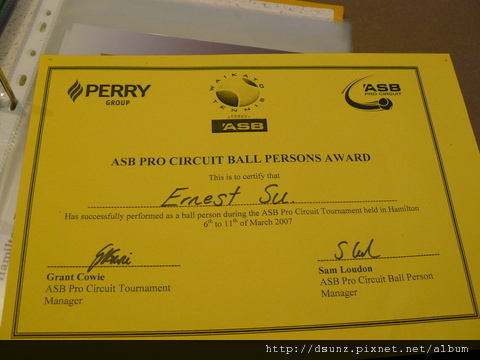 PERRY
GROUP
WAIKATO
TENNIS
ASB
ASB
PRO CIRCUIT
ASB PRO CIRCUIT BALL PERSONS AWARD
This is to certify that
Ernest Su.
Has successfully performed as a ball person during the ASB Pro Circuit Tournament held in Hamilton
6th to 11th of March 2007
Grant Cowie
ASB Pro Circuit Tournament
Manager
Sam Loudon
ASB Pro Circuit Ball Person
Manager
http://dsunz.pixnet.net/album